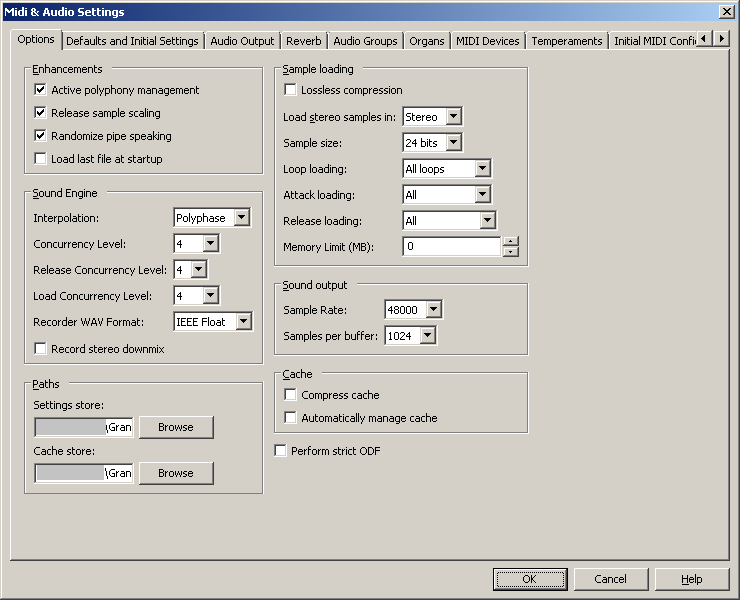 Midi & Audio Settings
Options Defaults and Initial Settings Audio Output Reverb Audio Groups Organs MIDI Devices Temperaments Initial MIDI Confi
Enhancements
Active polyphony management
Release sample scaling
Randomize pipe speaking
Load last file at startup
Sound Engine
Interpolation: Polyphase
Concurrency Level: 4
Release Concurrency Level: 4
Load Concurrency Level: 4
Recorder WAV Format: IEEE Float
Record stereo downmix
Paths
Settings store:
\Gran Browse
Cache store:
\Gran Browse
Sample loading
Lossless compression
Load stereo samples in: Stereo
Sample size: 24 bits
Loop loading: All loops
Attack loading: All
Release loading: All
Memory Limit (MB): 0
Sound output
Sample Rate: 48000
Samples per buffer: 1024
Cache
Compress cache
Automatically manage cache
Perform strict ODF
OK Cancel Help